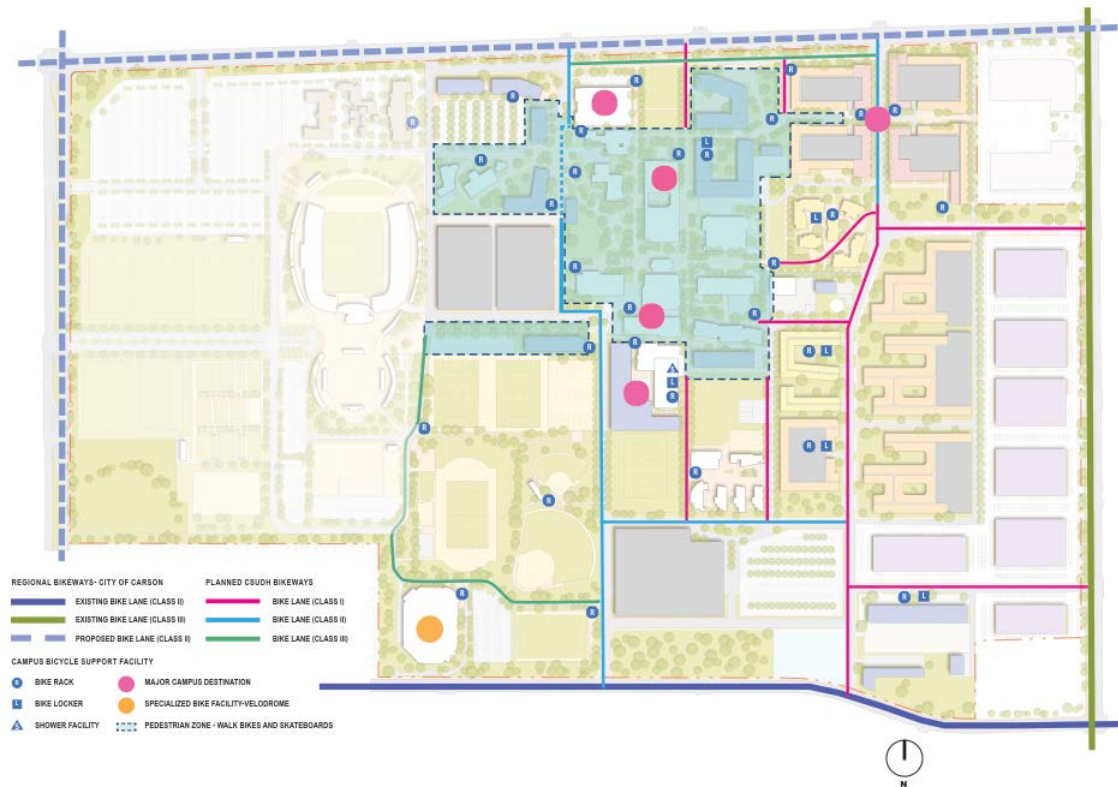 REGIONAL BIKEWAYS- CITY OF CARSON
EXISTING BIKE LANE (CLASS II)
EXISTING BIKE LANE (CLASS III)
PROPOSED BIKE LANE (CLASS II)
PLANNED CSUDH BIKEWAYS
BIKE LANE (CLASS I)
BIKE LANE (CLASS II)
BIKE LANE (CLASS III)
CAMPUS BICYCLE SUPPORT FACILITY
R BIKE RACK
L BIKE LOCKER
S SHOWER FACILITY
MAJOR CAMPUS DESTINATION
SPECIALIZED BIKE FACILITY-VELODROME
PEDESTRIAN ZONE - WALK BIKES AND SKATEBOARDS
N